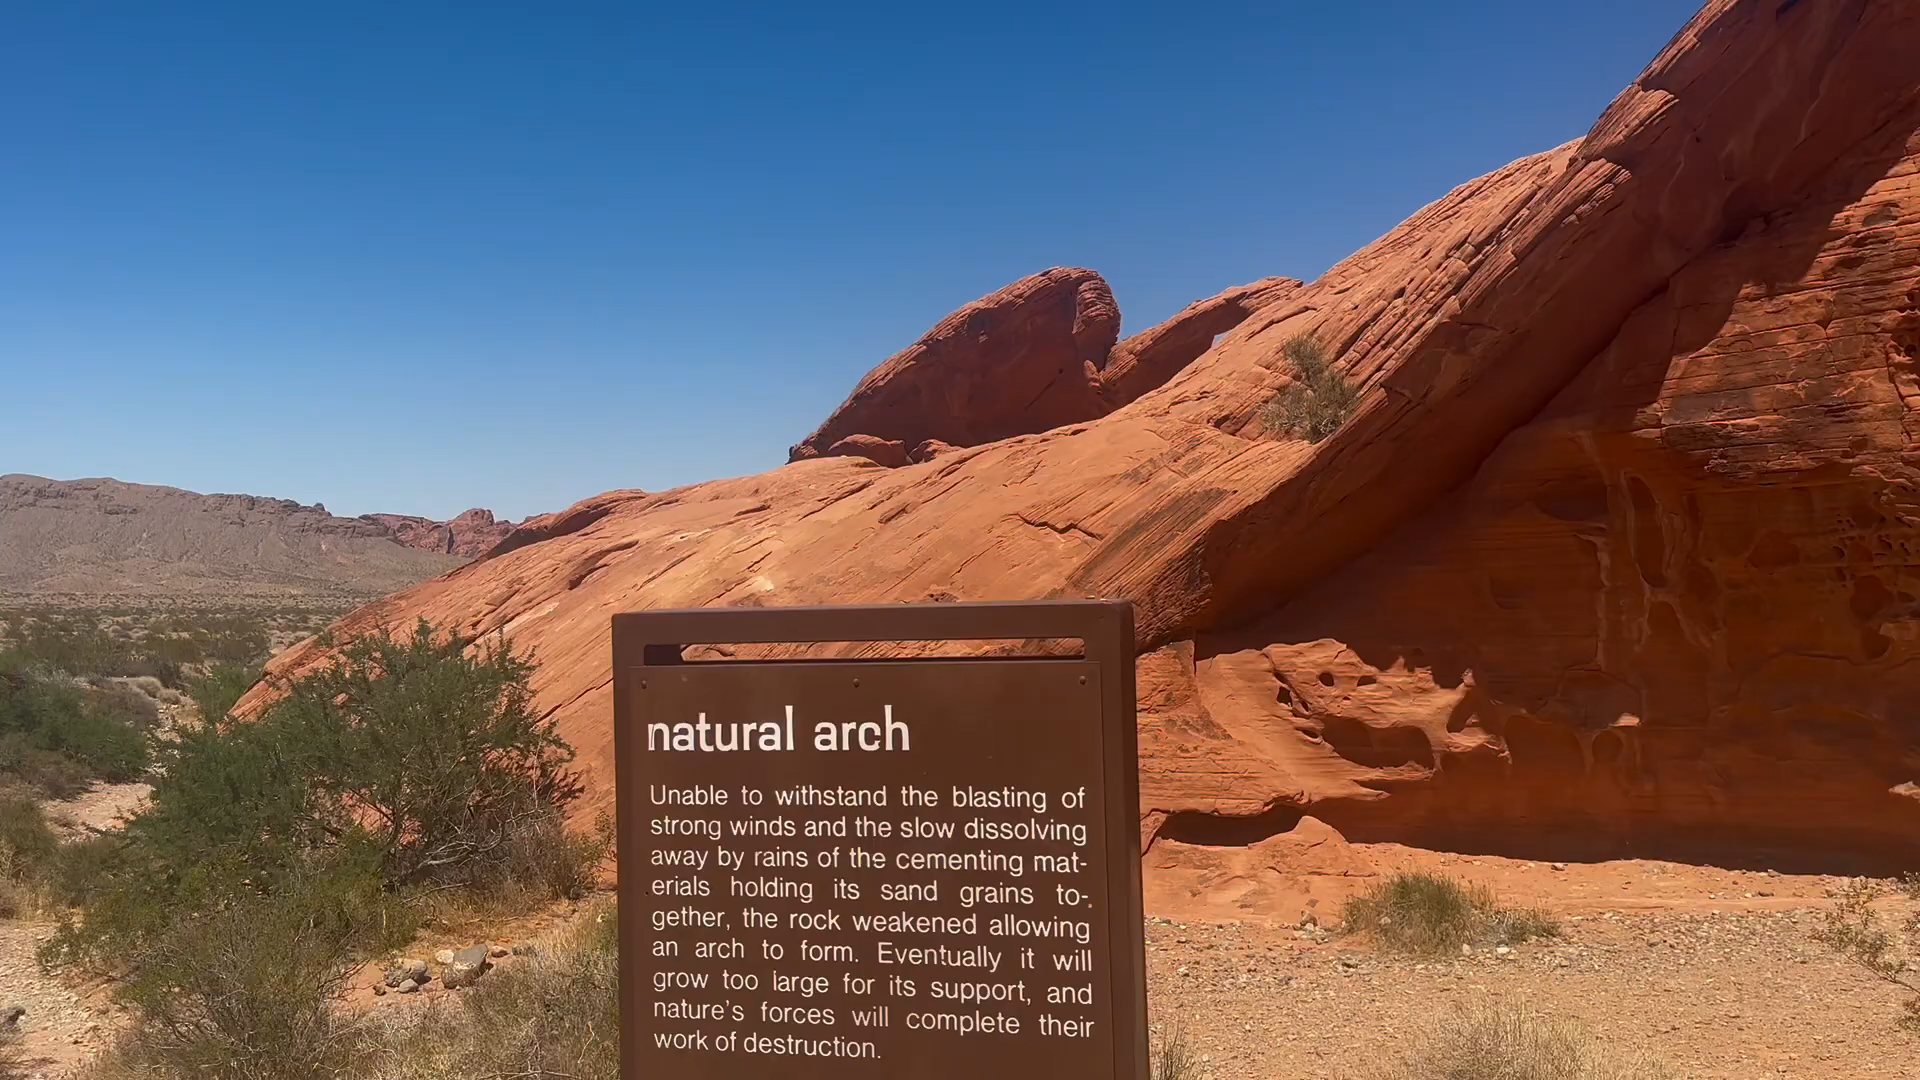 natural arch
Unable to withstand the blasting of
strong winds and the slow dissolving
away by rains of the cementing mat-
erials holding its sand grains to-
gether, the rock weakened allowing
an arch to form. Eventually it will
grow too large for its support, and
nature's forces will complete their
work of destruction.